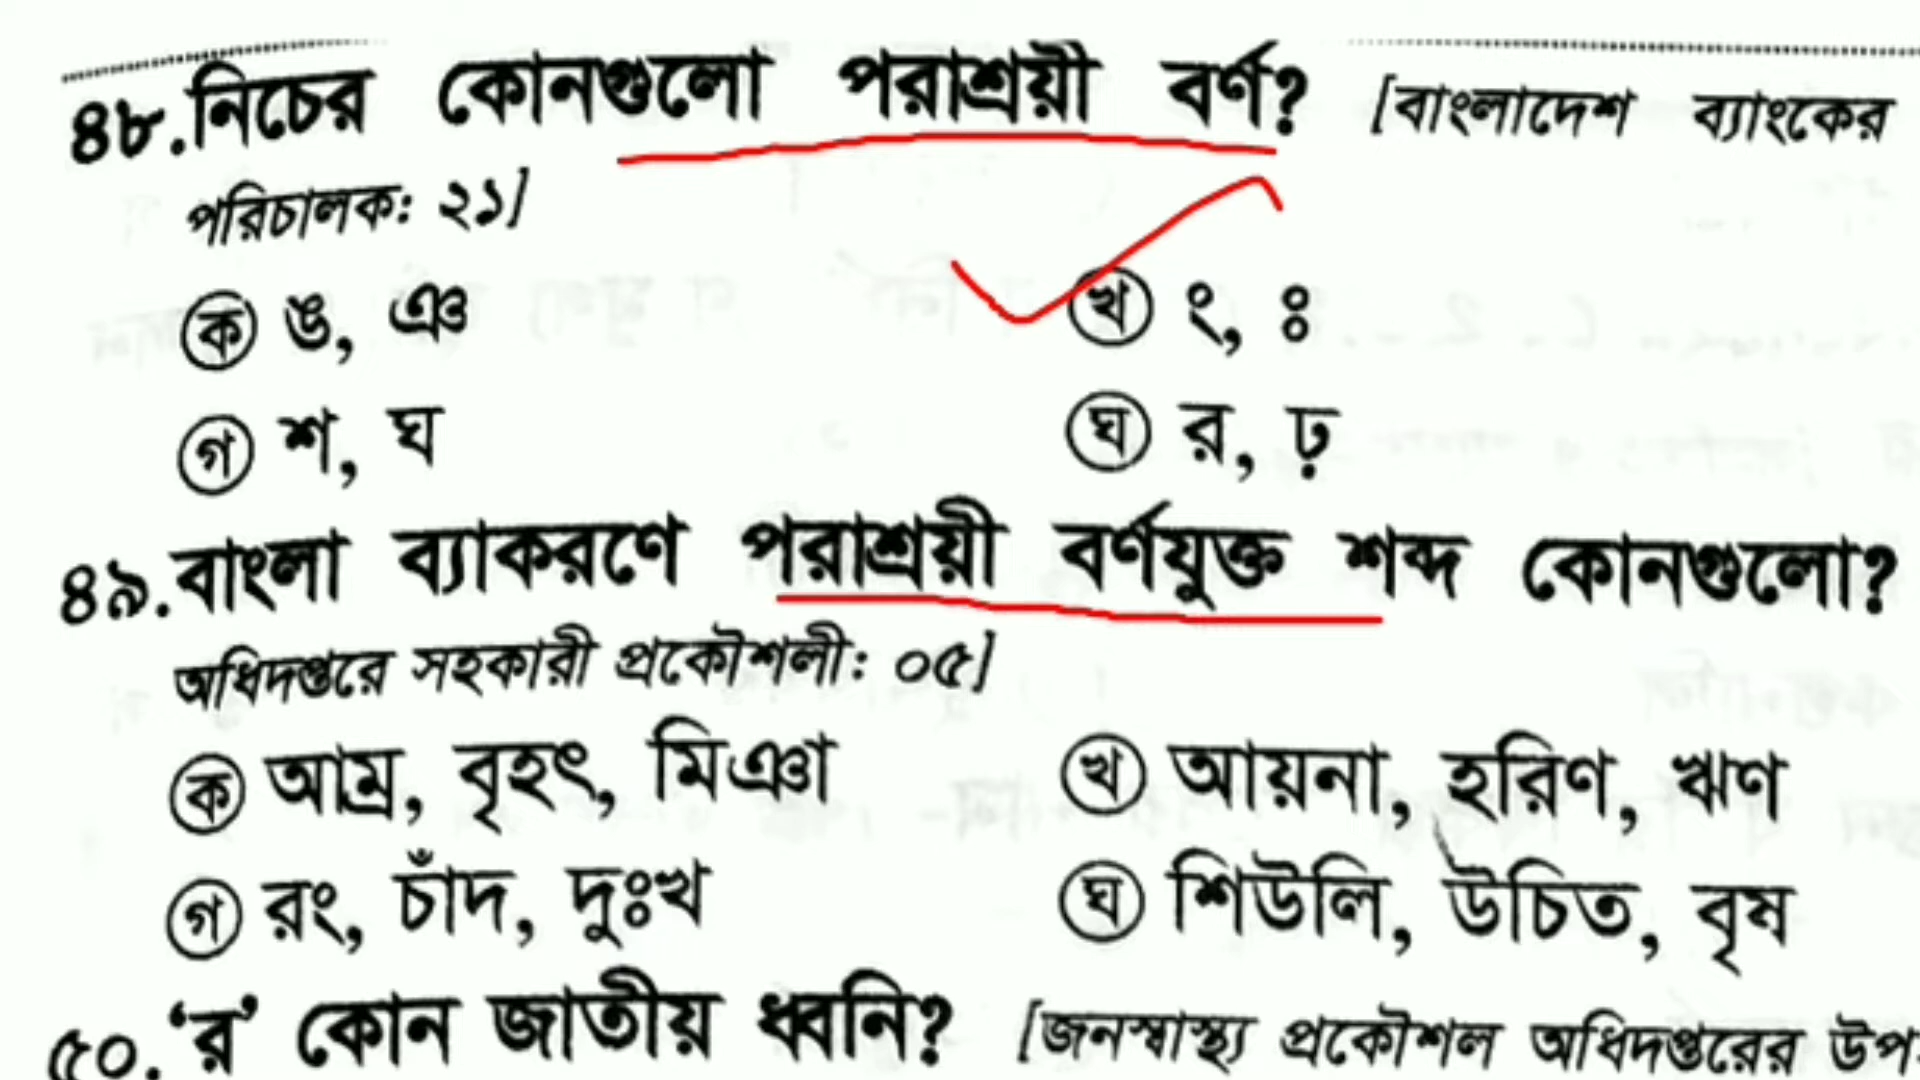 ৪৮.নিচের কোনগুলো পরাশ্রয়ী বর্ণ? [বাংলাদেশ ব্যাংকের
পরিচালক: ২১]
ক ঙ, ঞ খ ং, ঃ
গ শ, ঘ ঘ র, ঢ়
৪৯.বাংলা ব্যাকরণে পরাশ্রয়ী বর্ণযুক্ত শব্দ কোনগুলো?
অধিদপ্তরে সহকারী প্রকৌশলী: ০৫]
ক আম্র, বৃহৎ, মিঞা খ আয়না, হরিণ, ঋণ
গ রং, চাঁদ, দুঃখ ঘ শিউলি, উচিত, বৃষ
৫০. ‘র’ কোন জাতীয় ধ্বনি? [জনস্বাস্থ্য প্রকৌশল অধিদপ্তরের উপ